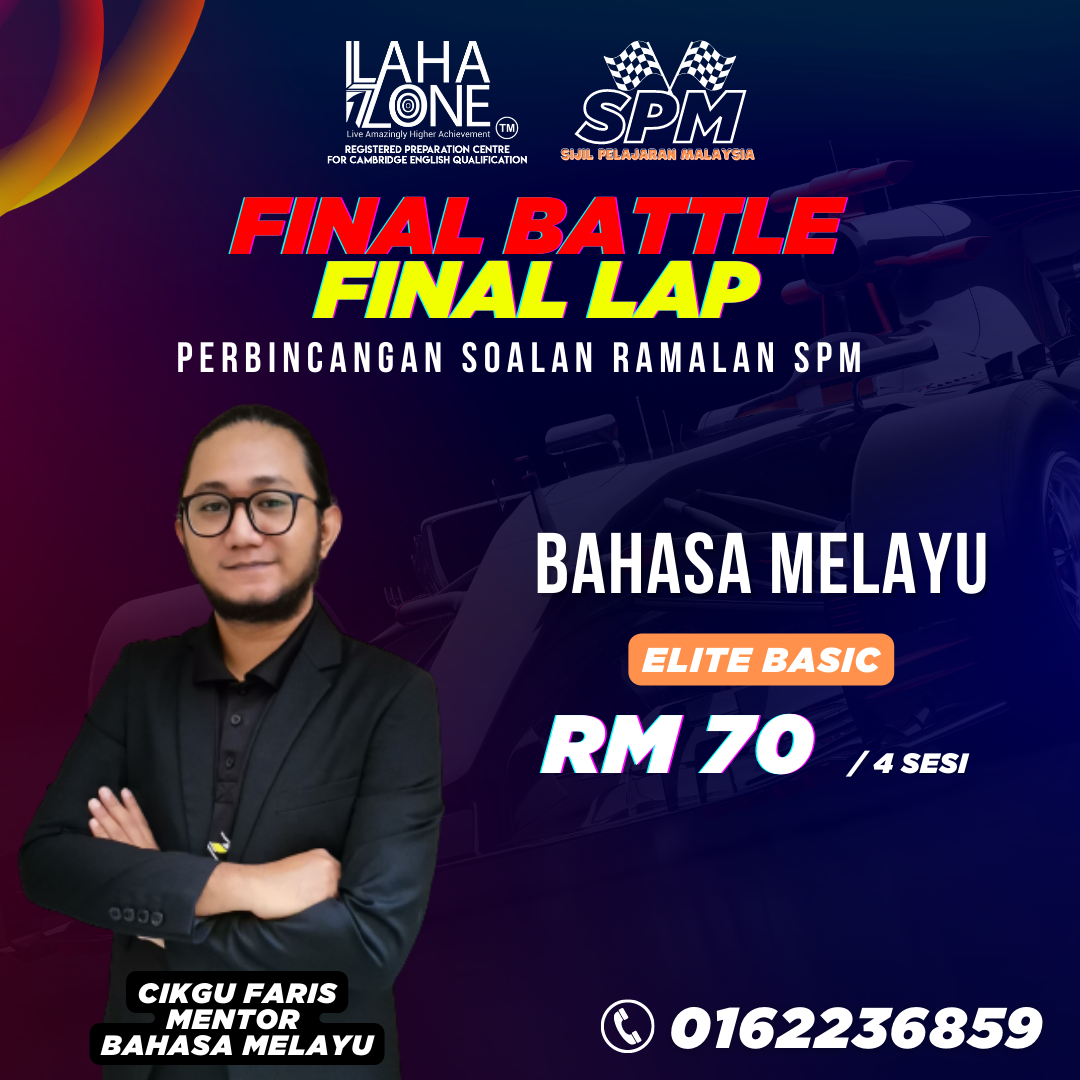 LAHA
ZONE
Live Amazingly Higher Achievement
TM
REGISTERED PREPARATION CENTRE
FOR CAMBRIDGE ENGLISH QUALIFICATION
SPM
SIJIL PELAJARAN MALAYSIA
FINAL BATTLE
FINAL LAP
PERBINCANGAN SOALAN RAMALAN SPM
BAHASA MELAYU
ELITE BASIC
RM 70 / 4 SESI
CIKGU FARIS
MENTOR
BAHASA MELAYU
0162236859